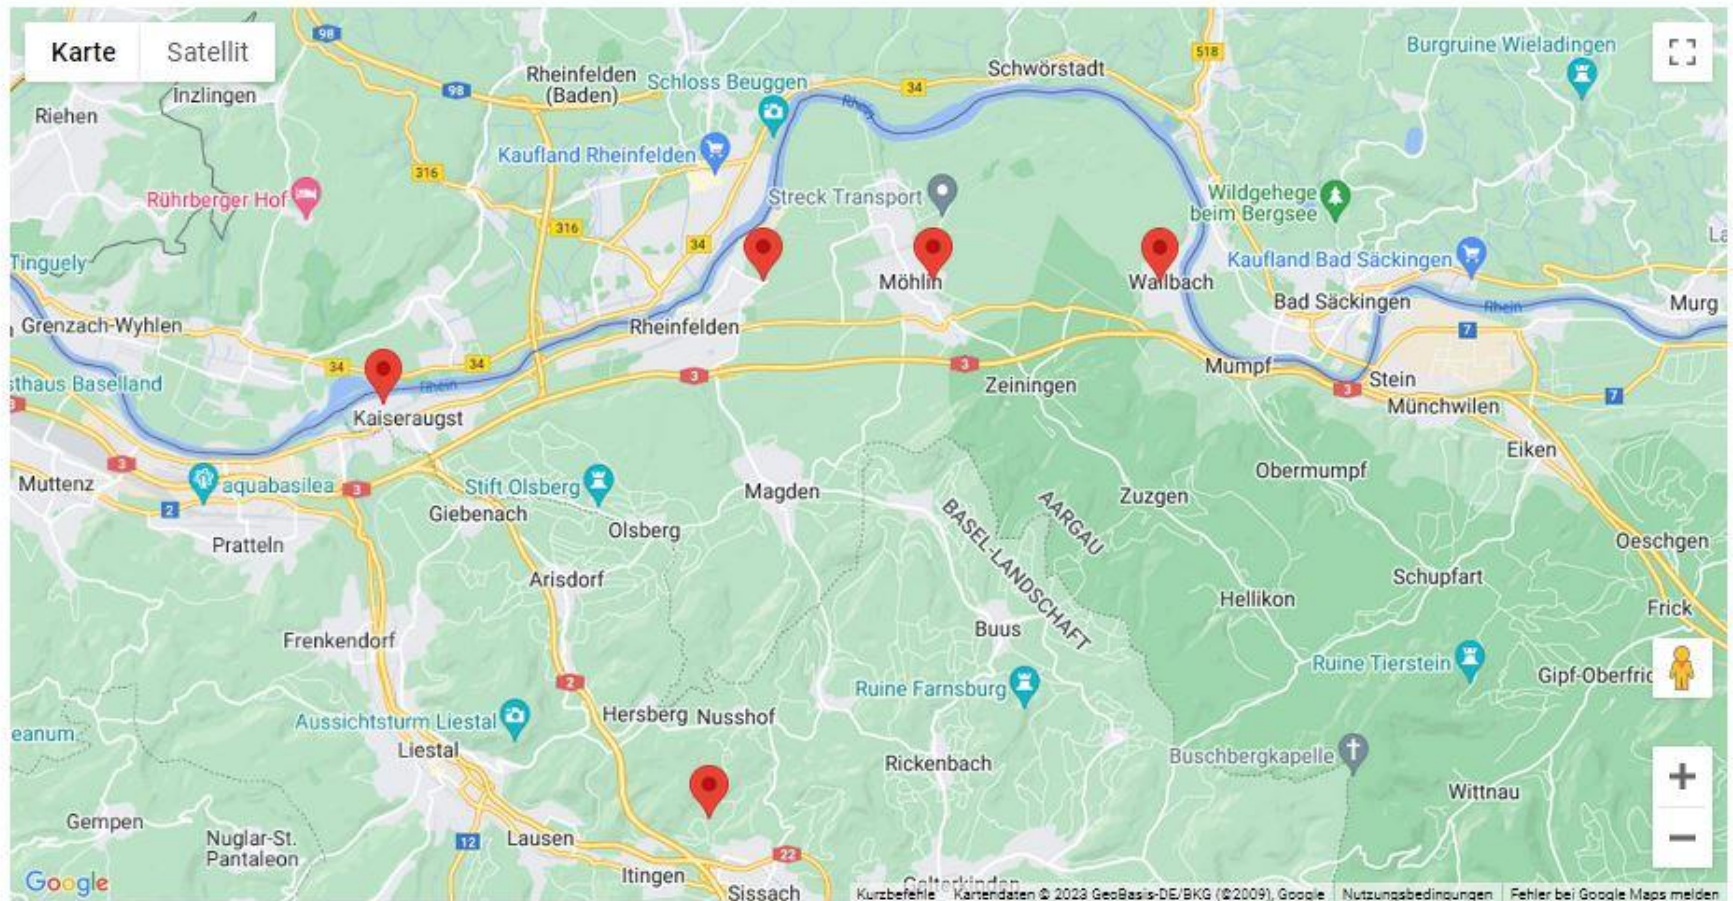 Karte
Satellit
98
98
Inzlingen
Riehen
Rheinfelden
(Baden)
Schloss Beuggen
34
Rhein
Schwörstadt
518
Burgruine Wieladingen
Kaufland Rheinfelden
316
Rührberger Hof
316
34
Streck Transport
Wildgehege
beim Bergsee
Kaufland Bad Säckingen
Tinguely
Möhlin
Wallbach
Bad Säckingen
Rhein
Murg
Grenzach-Wyhlen
Rheinfelden
7
34
34
sthaus Baselland
Rhein
3
3
Zeiningen
Mumpf
3
Stein
7
Münchwilen
Kaiseraugst
3
Muttenz
aquabasilea
3
2
Pratteln
Stift Olsberg
Giebenach
Olsberg
Magden
BASEL-LANDSCHAFT
AARGAU
Zuzgen
Obermumpf
Eiken
Oeschgen
Arisdorf
Schupfart
Hellikon
Frick
Frenkendorf
Buus
2
Ruine Farnsburg
Ruine Tierstein
Gipf-Oberfric
Hersberg
Nusshof
Aussichtsturm Liestal
eanum
Liestal
Rickenbach
Buschbergkapelle
Wittnau
Gempen
Nuglar-St.
Pantaleon
12
Lausen
22
Itingen
Sissach
Gelterkinden
Google
Kurzbefehle
Kartendaten © 2023 GeoBasis-DE/BKG (©2009), Google
Nutzungsbedingungen
Fehler bei Google Maps melden